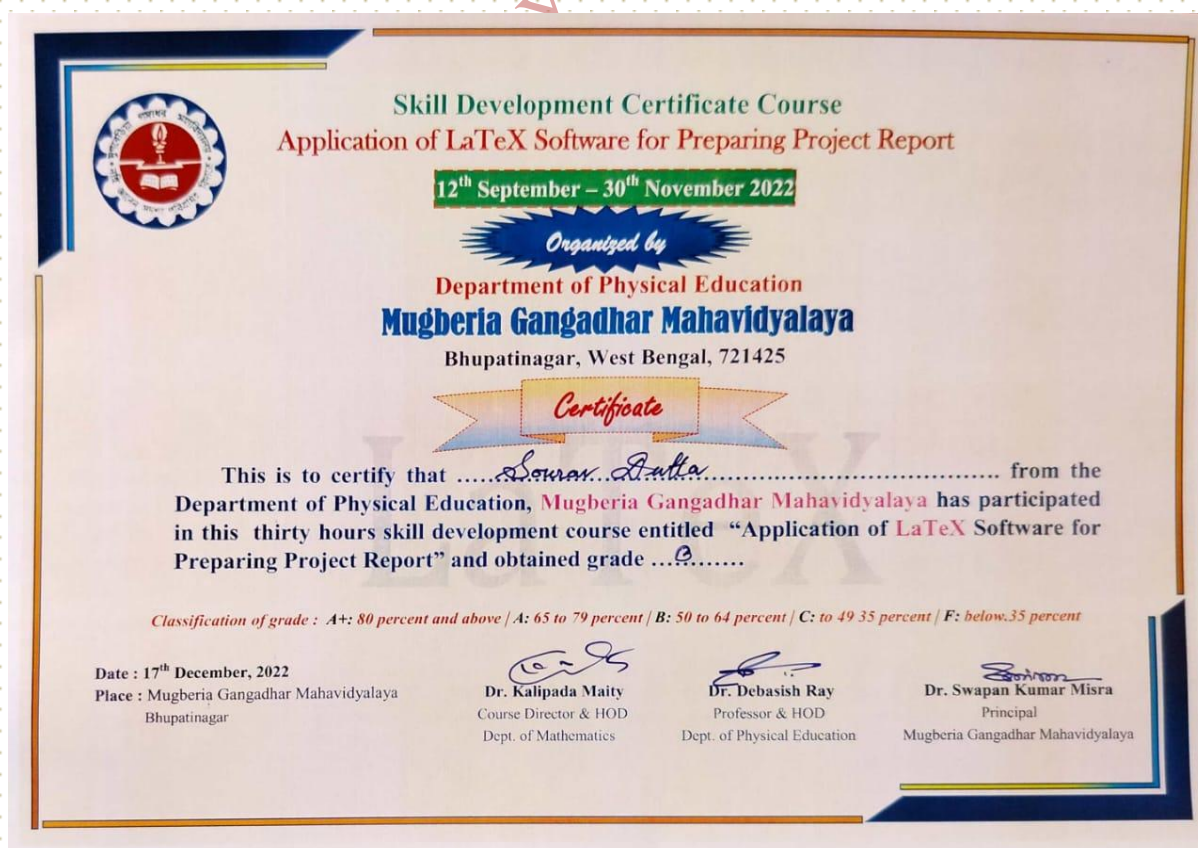 Skill Development Certificate Course
Application of LaTeX Software for Preparing Project Report
12th September – 30th November 2022
Organized by
Department of Physical Education
Mugberia Gangadhar Mahavidyalaya
Bhupatinagar, West Bengal, 721425
Certificate
LaTeX
This is to certify that .....Sourav Dutta.......................................... from the
Department of Physical Education, Mugberia Gangadhar Mahavidyalaya has participated
in this thirty hours skill development course entitled “Application of LaTeX Software for
Preparing Project Report” and obtained grade ...B........
Classification of grade : A+: 80 percent and above / A: 65 to 79 percent / B: 50 to 64 percent / C: to 49 35 percent / F: below.35 percent
Date : 17th December, 2022
Place : Mugberia Gangadhar Mahavidyalaya
Bhupatinagar
Dr. Kalipada Maity
Course Director & HOD
Dept. of Mathematics
Dr. Debasish Ray
Professor & HOD
Dept. of Physical Education
Dr. Swapan Kumar Misra
Principal
Mugberia Gangadhar Mahavidyalaya